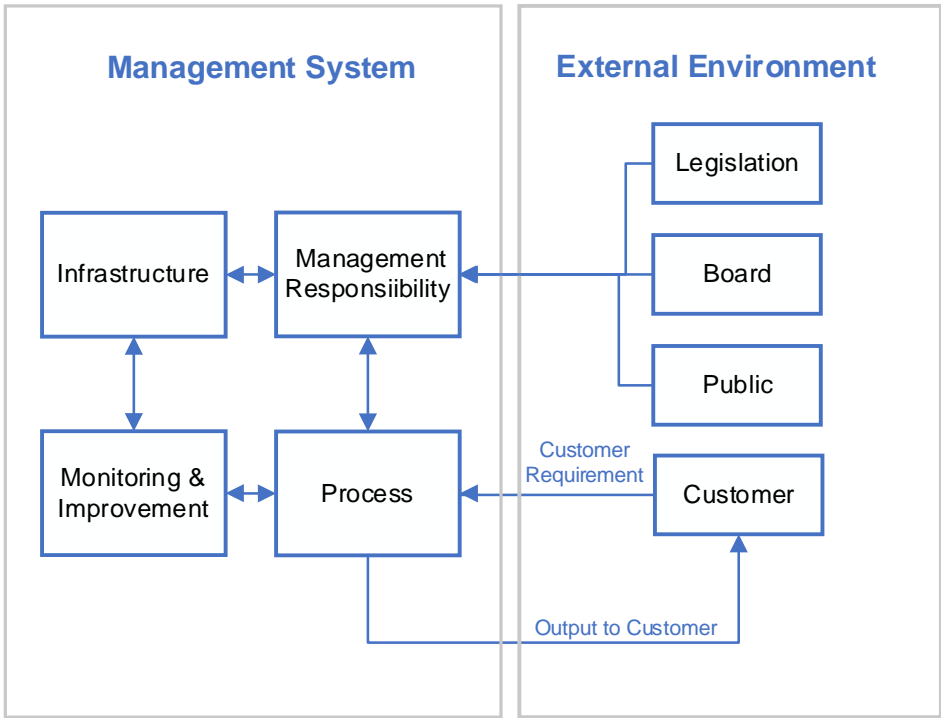 Management System
External Environment
Legislation
Infrastructure
Management
Responsiibility
Board
Public
Monitoring &
Improvement
Process
Customer
Requirement
Customer
Output to Customer